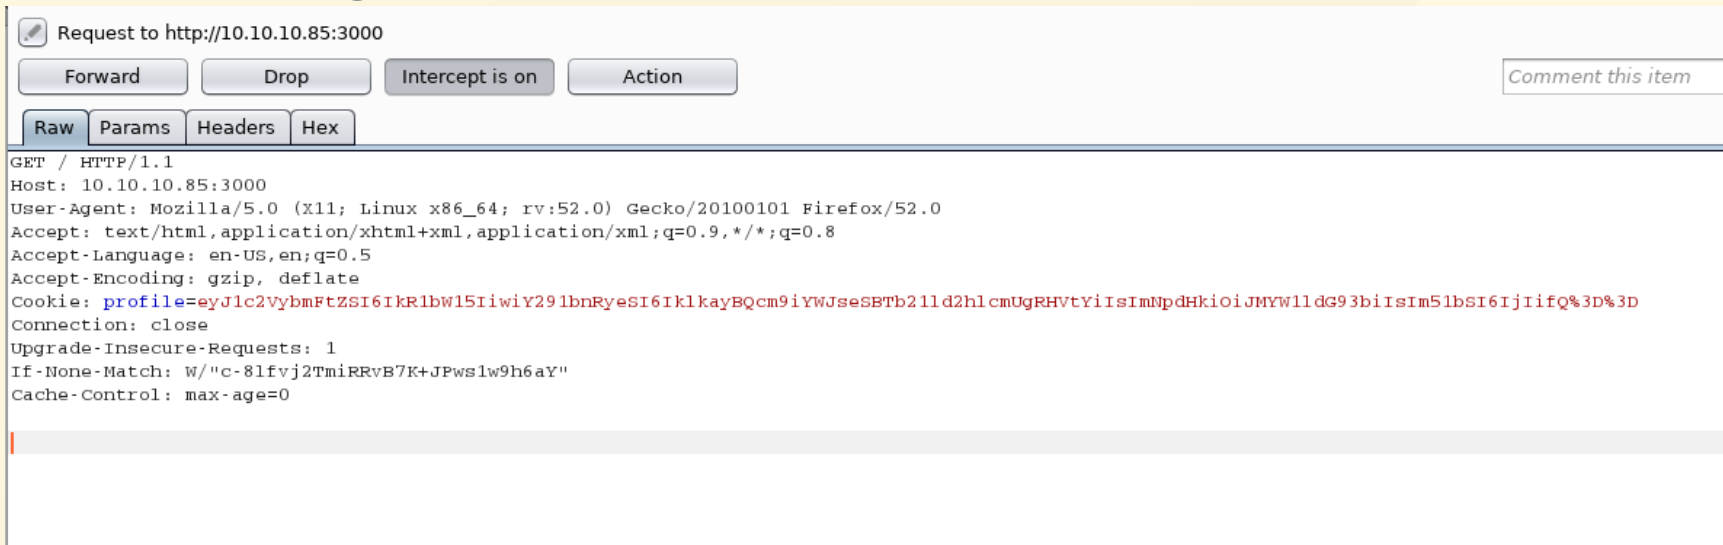 Request to http://10.10.10.85:3000
Forward Drop Intercept is on Action Comment this item
Raw Params Headers Hex
GET / HTTP/1.1
Host: 10.10.10.85:3000
User-Agent: Mozilla/5.0 (X11; Linux x86_64; rv:52.0) Gecko/20100101 Firefox/52.0
Accept: text/html,application/xhtml+xml,application/xml;q=0.9,*/*;q=0.8
Accept-Language: en-US,en;q=0.5
Accept-Encoding: gzip, deflate
Cookie: profile=eyJ1c2VybmFtZSI6IkR1bW15IiwiY291bnRyeSI6IklkayBQcm9iYWJseSBTb21ld2hlcmUgRHVtYiIsImNpdHkiOiJMYW1ldG93biIsIm51bSI6IjIifQ%3D%3D
Connection: close
Upgrade-Insecure-Requests: 1
If-None-Match: W/"c-8lfvj2TmiRRvB7K+JPws1w9h6aY"
Cache-Control: max-age=0